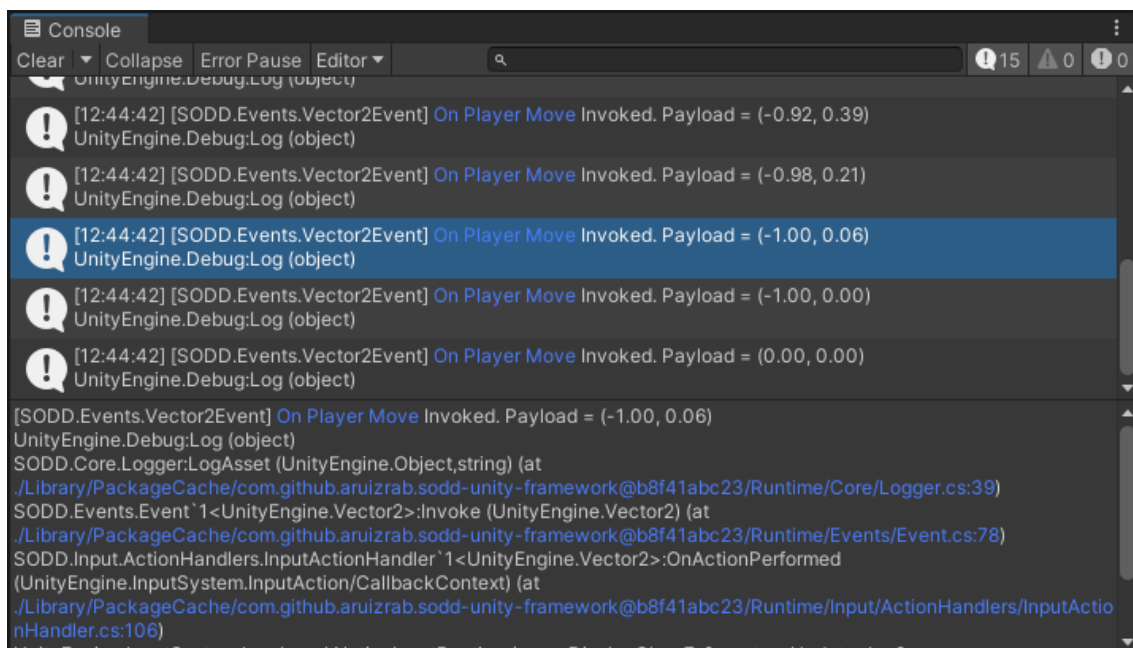 Console
Clear Collapse Error Pause Editor 15 0 0
UnityEngine.Debug:Log (object)
[12:44:42] [SODD.Events.Vector2Event] On Player Move Invoked. Payload = (-0.92, 0.39)
UnityEngine.Debug:Log (object)
[12:44:42] [SODD.Events.Vector2Event] On Player Move Invoked. Payload = (-0.98, 0.21)
UnityEngine.Debug:Log (object)
[12:44:42] [SODD.Events.Vector2Event] On Player Move Invoked. Payload = (-1.00, 0.06)
UnityEngine.Debug:Log (object)
[12:44:42] [SODD.Events.Vector2Event] On Player Move Invoked. Payload = (-1.00, 0.00)
UnityEngine.Debug:Log (object)
[12:44:42] [SODD.Events.Vector2Event] On Player Move Invoked. Payload = (0.00, 0.00)
UnityEngine.Debug:Log (object)
[SODD.Events.Vector2Event] On Player Move Invoked. Payload = (-1.00, 0.06)
UnityEngine.Debug:Log (object)
SODD.Core.Logger:LogAsset (UnityEngine.Object,string) (at
./Library/PackageCache/com.github.aruizrab.sodd-unity-framework@b8f41abc23/Runtime/Core/Logger.cs:39)
SODD.Events.Event`1<UnityEngine.Vector2>:Invoke (UnityEngine.Vector2) (at
./Library/PackageCache/com.github.aruizrab.sodd-unity-framework@b8f41abc23/Runtime/Events/Event.cs:78)
SODD.Input.ActionHandlers.InputActionHandler`1<UnityEngine.Vector2>:OnActionPerformed
(UnityEngine.InputSystem.InputAction/CallbackContext) (at
./Library/PackageCache/com.github.aruizrab.sodd-unity-framework@b8f41abc23/Runtime/Input/ActionHandlers/InputActio
nHandler.cs:106)